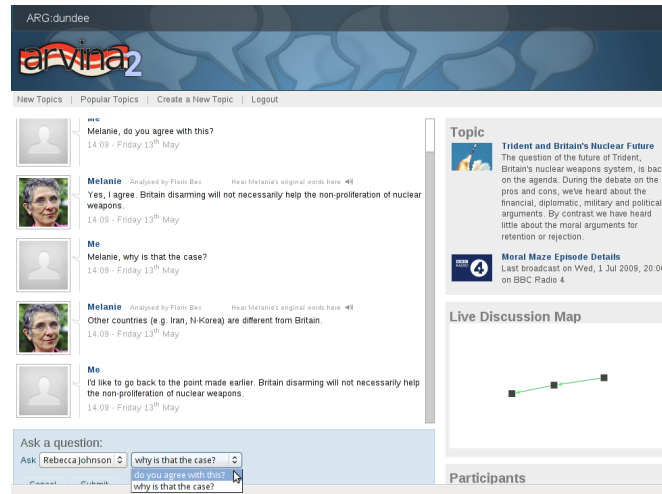 ARG:dundee
arvina2
New Topics | Popular Topics | Create a New Topic | Logout
Me
Melanie, do you agree with this?
14:09 - Friday 13th May
Melanie Analysed by Floris Bex Hear Melanie's original words here
Yes, I agree. Britain disarming will not necessarily help the non-proliferation of nuclear
weapons.
14:09 - Friday 13th May
Me
Melanie, why is that the case?
14:09 - Friday 13th May
Melanie Analysed by Floris Bex Hear Melanie's original words here
Other countries (e.g. Iran, N-Korea) are different from Britain.
14:09 - Friday 13th May
Me
I'd like to go back to the point made earlier. Britain disarming will not necessarily help
the non-proliferation of nuclear weapons.
14:09 - Friday 13th May
Ask a question:
Ask Rebecca Johnson why is that the case?
do you agree with this?
why is that the case?
Cancel Submit
Topic
Trident and Britain's Nuclear Future
The question of the future of Trident,
Britain's nuclear weapons system, is bac
on the agenda. During the debate on the
pros and cons, we've heard about the
financial, diplomatic, military and political
arguments. By contrast we have heard
little about the moral arguments for
retention or rejection.
BBC
RADIO
4
Moral Maze Episode Details
Last broadcast on Wed, 1 Jul 2009, 20:00
on BBC Radio 4
Live Discussion Map
Participants